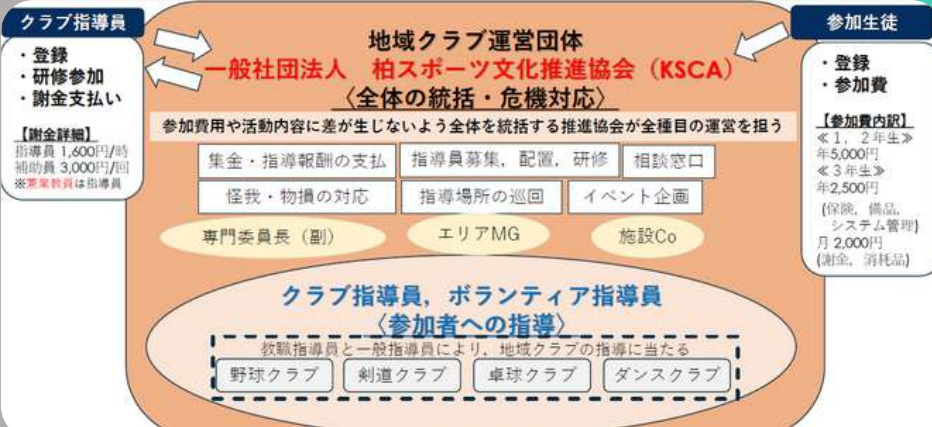 クラブ指導員
・登録
・研修参加
・謝金支払い
【謝金詳細】
指導員 1,600円/時
補助員 3,000円/回
※兼業教員は指導員
地域クラブ運営団体
一般社団法人 柏スポーツ文化推進協会（KSCA）
〈全体の統括・危機対応〉
参加費用や活動内容に差が生じないよう全体を統括する推進協会が全種目の運営を担う
集金・指導報酬の支払
指導員募集，配置，研修
相談窓口
怪我・物損の対応
指導場所の巡回
イベント企画
専門委員長（副）
エリアMG
施設Co
クラブ指導員，ボランティア指導員
〈参加者への指導〉
教職指導員と一般指導員により，地域クラブの指導に当たる
野球クラブ
剣道クラブ
卓球クラブ
ダンスクラブ
参加生徒
・登録
・参加費
【参加費内訳】
≪1，2年生≫
年5,000円
≪3年生≫
年2,500円
(保険，備品，
システム管理)
月 2,000円
(謝金，消耗品)